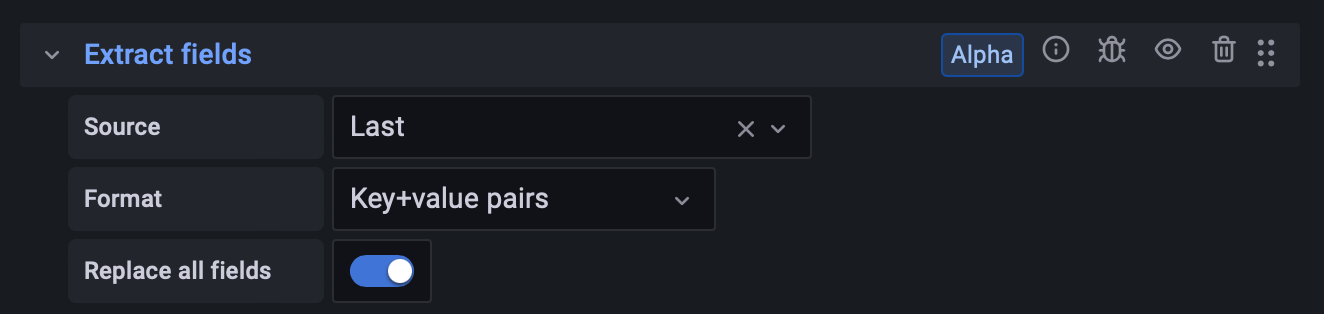 Extract fields Alpha
Source Last
Format Key+value pairs
Replace all fields